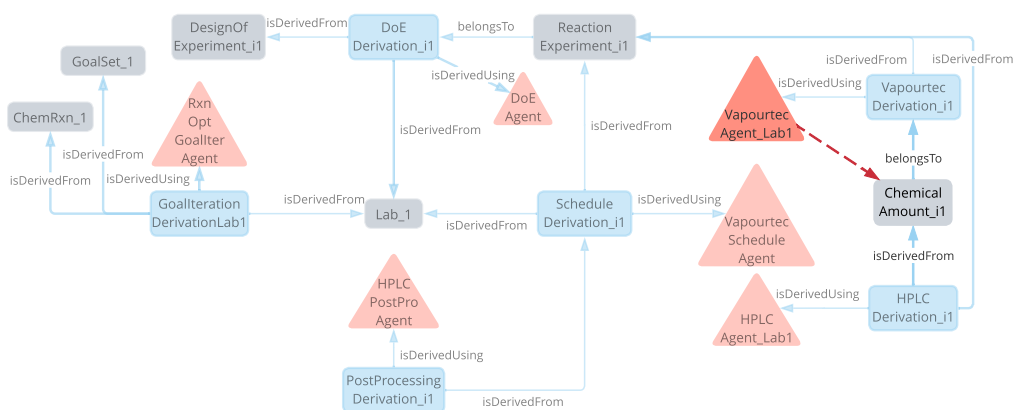 DesignOf
Experiment_i1
isDerivedFrom
DoE
Derivation_i1
belongsTo
Reaction
Experiment_i1
GoalSet_1
isDerivedFrom
isDerivedFrom
Vapourtec
Agent_Lab1
isDerivedUsing
Vapourtec
Derivation_i1
isDerivedUsing
DoE
Agent
ChemRxn_1
Rxn
Opt
GoalIter
Agent
isDerivedFrom
isDerivedFrom
isDerivedFrom
isDerivedFrom
isDerivedUsing
belongsTo
Chemical
Amount_i1
GoalIteration
DerivationLab1
isDerivedFrom
Lab_1
isDerivedFrom
Schedule
Derivation_i1
isDerivedUsing
Vapourtec
Schedule
Agent
isDerivedFrom
HPLC
PostPro
Agent
isDerivedUsing
HPLC
Agent_Lab1
isDerivedUsing
HPLC
Derivation_i1
PostProcessing
Derivation_i1
isDerivedFrom